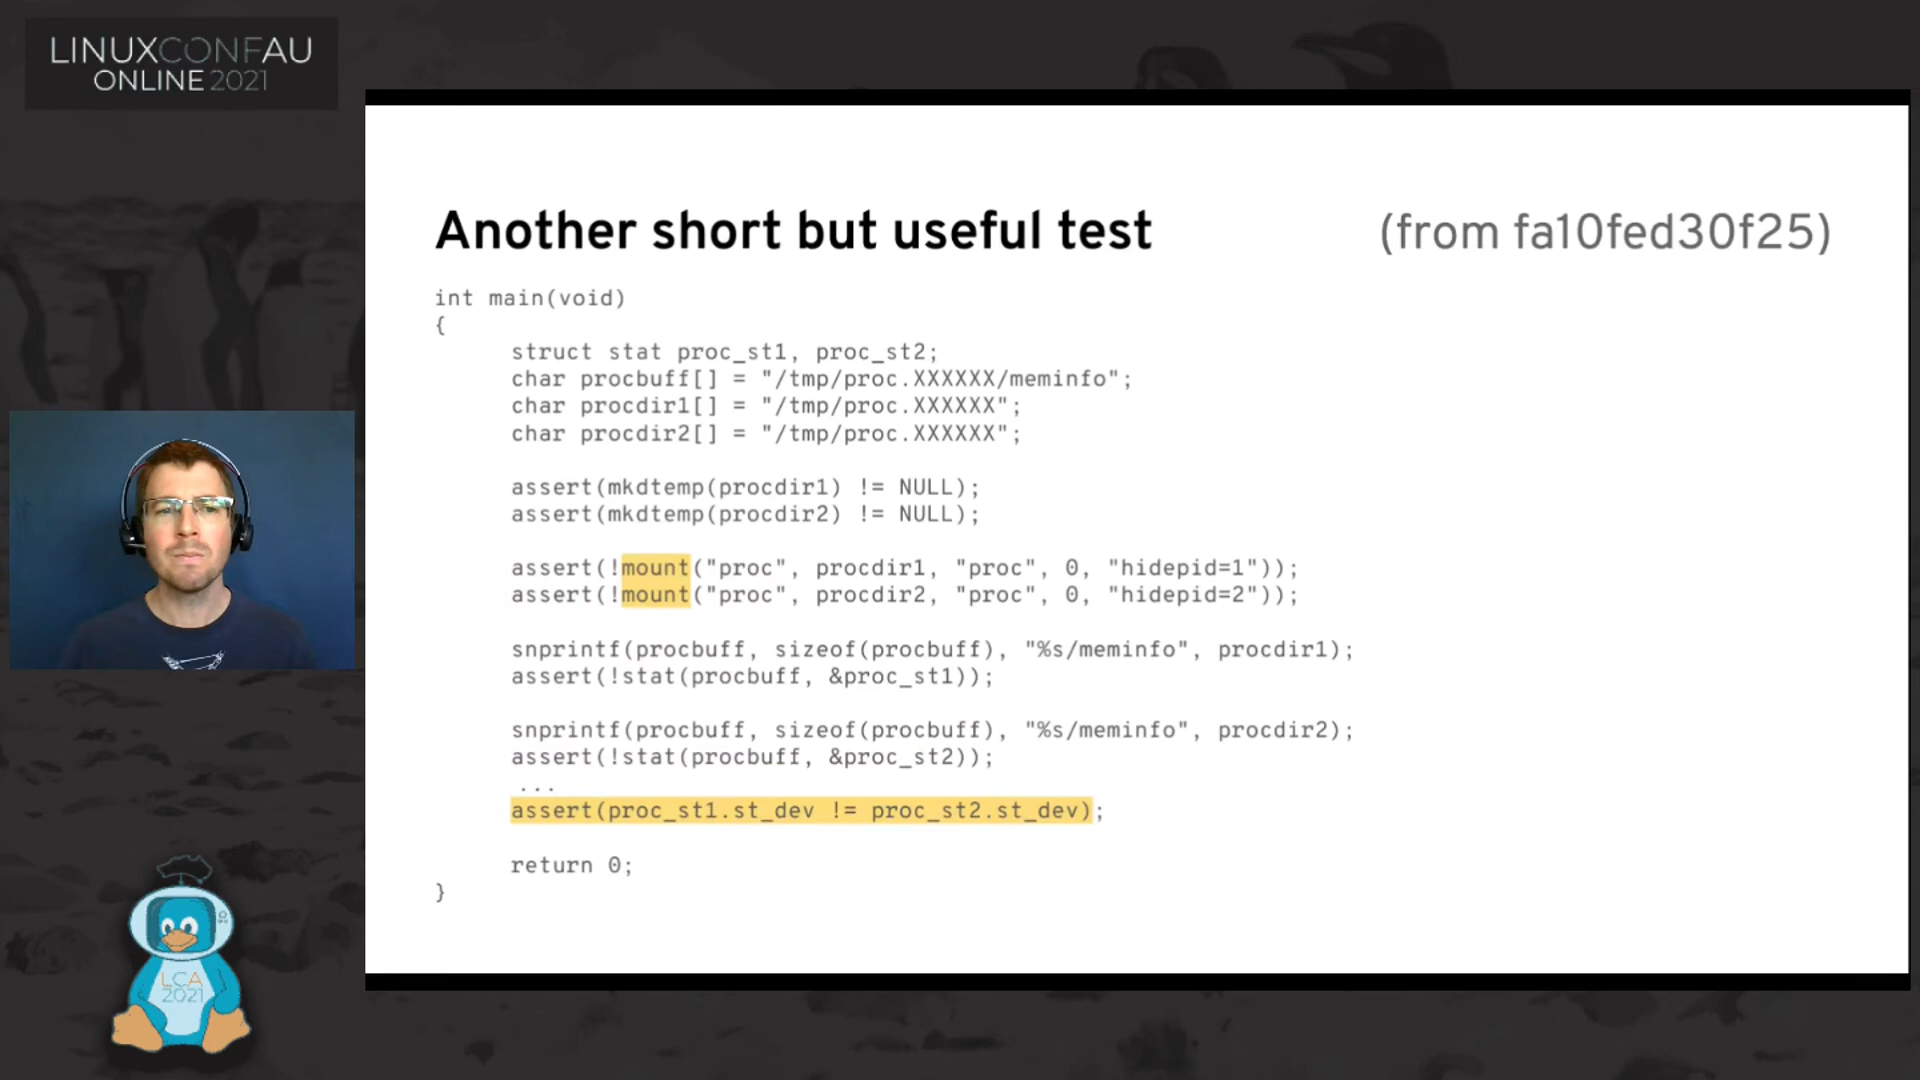 LINUXCONFAU
ONLINE 2021
Another short but useful test (from fa10fed30f25)
int main(void)
{
struct stat proc_st1, proc_st2;
char procbuff[] = "/tmp/proc.XXXXXX/meminfo";
char procdir1[] = "/tmp/proc.XXXXXX";
char procdir2[] = "/tmp/proc.XXXXXX";
assert(mkdtemp(procdir1) != NULL);
assert(mkdtemp(procdir2) != NULL);
assert(!mount("proc", procdir1, "proc", 0, "hidepid=1"));
assert(!mount("proc", procdir2, "proc", 0, "hidepid=2"));
snprintf(procbuff, sizeof(procbuff), "%s/meminfo", procdir1);
assert(!stat(procbuff, &proc_st1));
snprintf(procbuff, sizeof(procbuff), "%s/meminfo", procdir2);
assert(!stat(procbuff, &proc_st2));
...
assert(proc_st1.st_dev != proc_st2.st_dev);
return 0;
}
LCA
2021